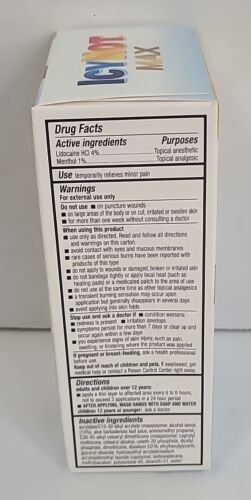 ICY HOT
MAX
Drug Facts
Active ingredients Purposes
Lidocaine HCl 4% Topical anesthetic
Menthol 1% Topical analgesic
Use temporarily relieves minor pain
Warnings
For external use only
Do not use ■ on puncture wounds
■ on large areas of the body or on cut, irritated or swollen skin
■ for more than one week without consulting a doctor
When using this product
■ use only as directed. Read and follow all directions
and warnings on this carton.
■ avoid contact with eyes and mucous membranes
■ rare cases of serious burns have been reported with
products of this type
■ do not apply to wounds or damaged, broken or irritated skin
■ do not bandage tightly or apply local heat (such as
heating pads) or a medicated patch to the area of use
■ do not use at the same time as other topical analgesics
■ a transient burning sensation may occur upon
application but generally disappears in several days
■ avoid applying into skin folds
Stop use and ask a doctor if ■ condition worsens
■ redness is present ■ irritation develops
■ symptoms persist for more than 7 days or clear up and
occur again within a few days
■ you experience signs of skin injury, such as pain,
swelling, or blistering where the product was applied
If pregnant or breast-feeding, ask a health professional
before use.
Keep out of reach of children and pets. If swallowed, get
medical help or contact a Poison Control Center right away.
Directions
adults and children over 12 years:
■ apply a thin layer to affected area every 6 to 8 hours,
not to exceed 3 applications in a 24 hour period
■ AFTER APPLYING, WASH HANDS WITH SOAP AND WATER
children 12 years or younger: ask a doctor
Inactive ingredients
acrylates/C10-30 alkyl acrylate crosspolymer, alcohol denat.